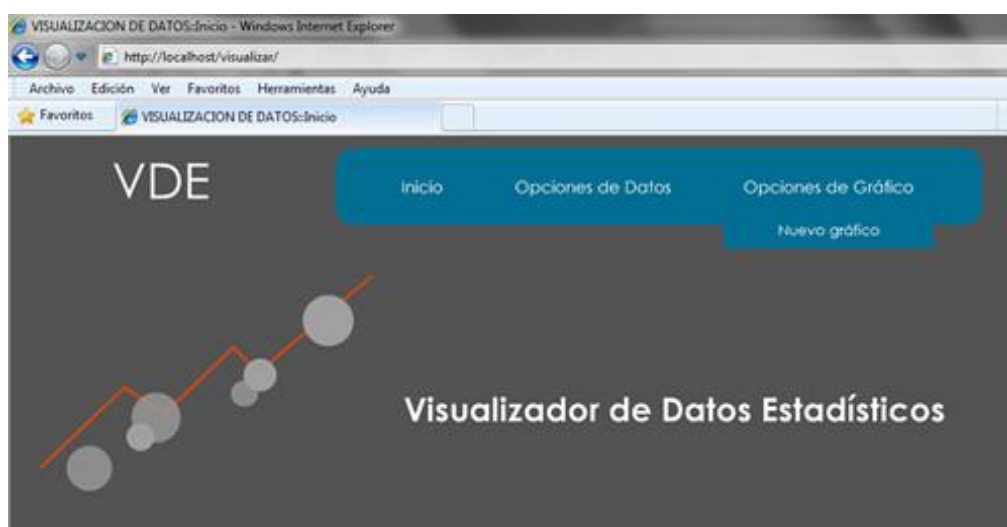 VISUALIZACION DE DATOS::Inicio - Windows Internet Explorer
http://localhost/visualizar/
Archivo Edición Ver Favoritos Herramientas Ayuda
Favoritos VISUALIZACION DE DATOS::Inicio
VDE Inicio Opciones de Datos Opciones de Gráfico
Nuevo gráfico
Visualizador de Datos Estadísticos